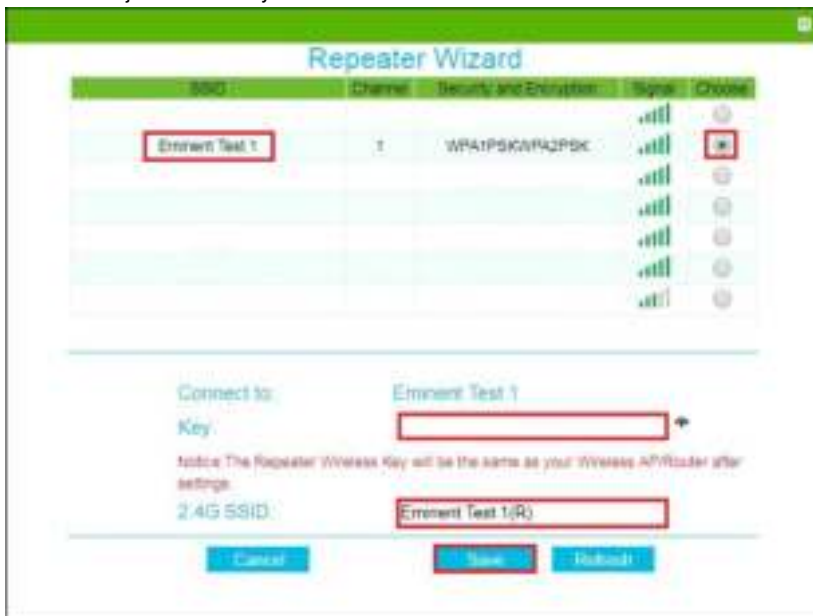 Repeater Wizard
SSID Channel Security and Encryption Signal Choose
Eminent Test 1 1 WPA1PSKWPA2PSK
Connect to: Eminent Test 1
Key:
Notice:The Repeater Wireless Key will be the same as your Wireless AP/Router after
settings.
2.4G SSID: Eminent Test 1(R)
Cancel Save Refresh